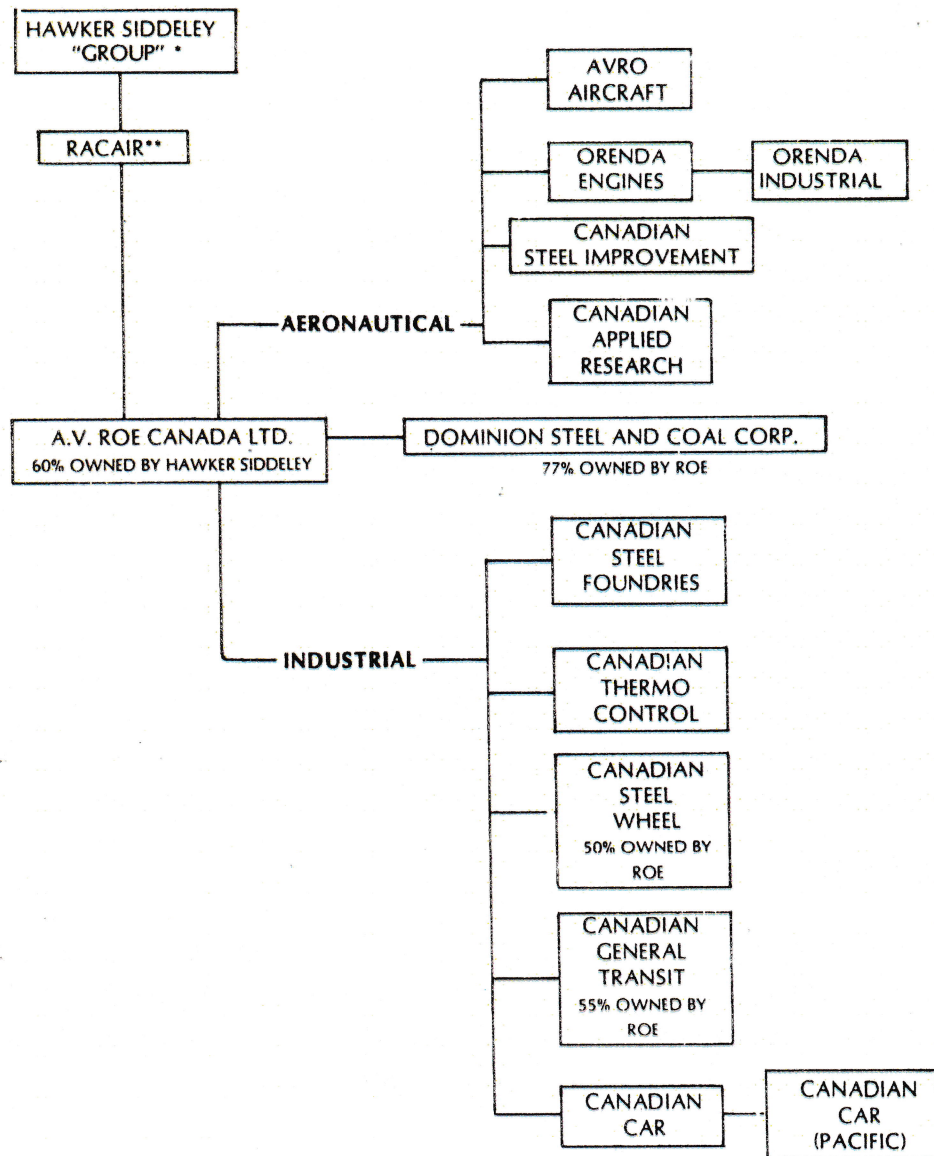 HAWKER SIDDELEY
"GROUP" *
RACAIR**
AVRO
AIRCRAFT
ORENDA
ENGINES
ORENDA
INDUSTRIAL
CANADIAN
STEEL IMPROVEMENT
AERONAUTICAL
CANADIAN
APPLIED
RESEARCH
A.V. ROE CANADA LTD.
60% OWNED BY HAWKER SIDDELEY
DOMINION STEEL AND COAL CORP.
77% OWNED BY ROE
CANADIAN
STEEL
FOUNDRIES
INDUSTRIAL
CANADIAN
THERMO
CONTROL
CANADIAN
STEEL
WHEEL
50% OWNED BY
ROE
CANADIAN
GENERAL
TRANSIT
55% OWNED BY
ROE
CANADIAN
CAR
CANADIAN
CAR
(PACIFIC)